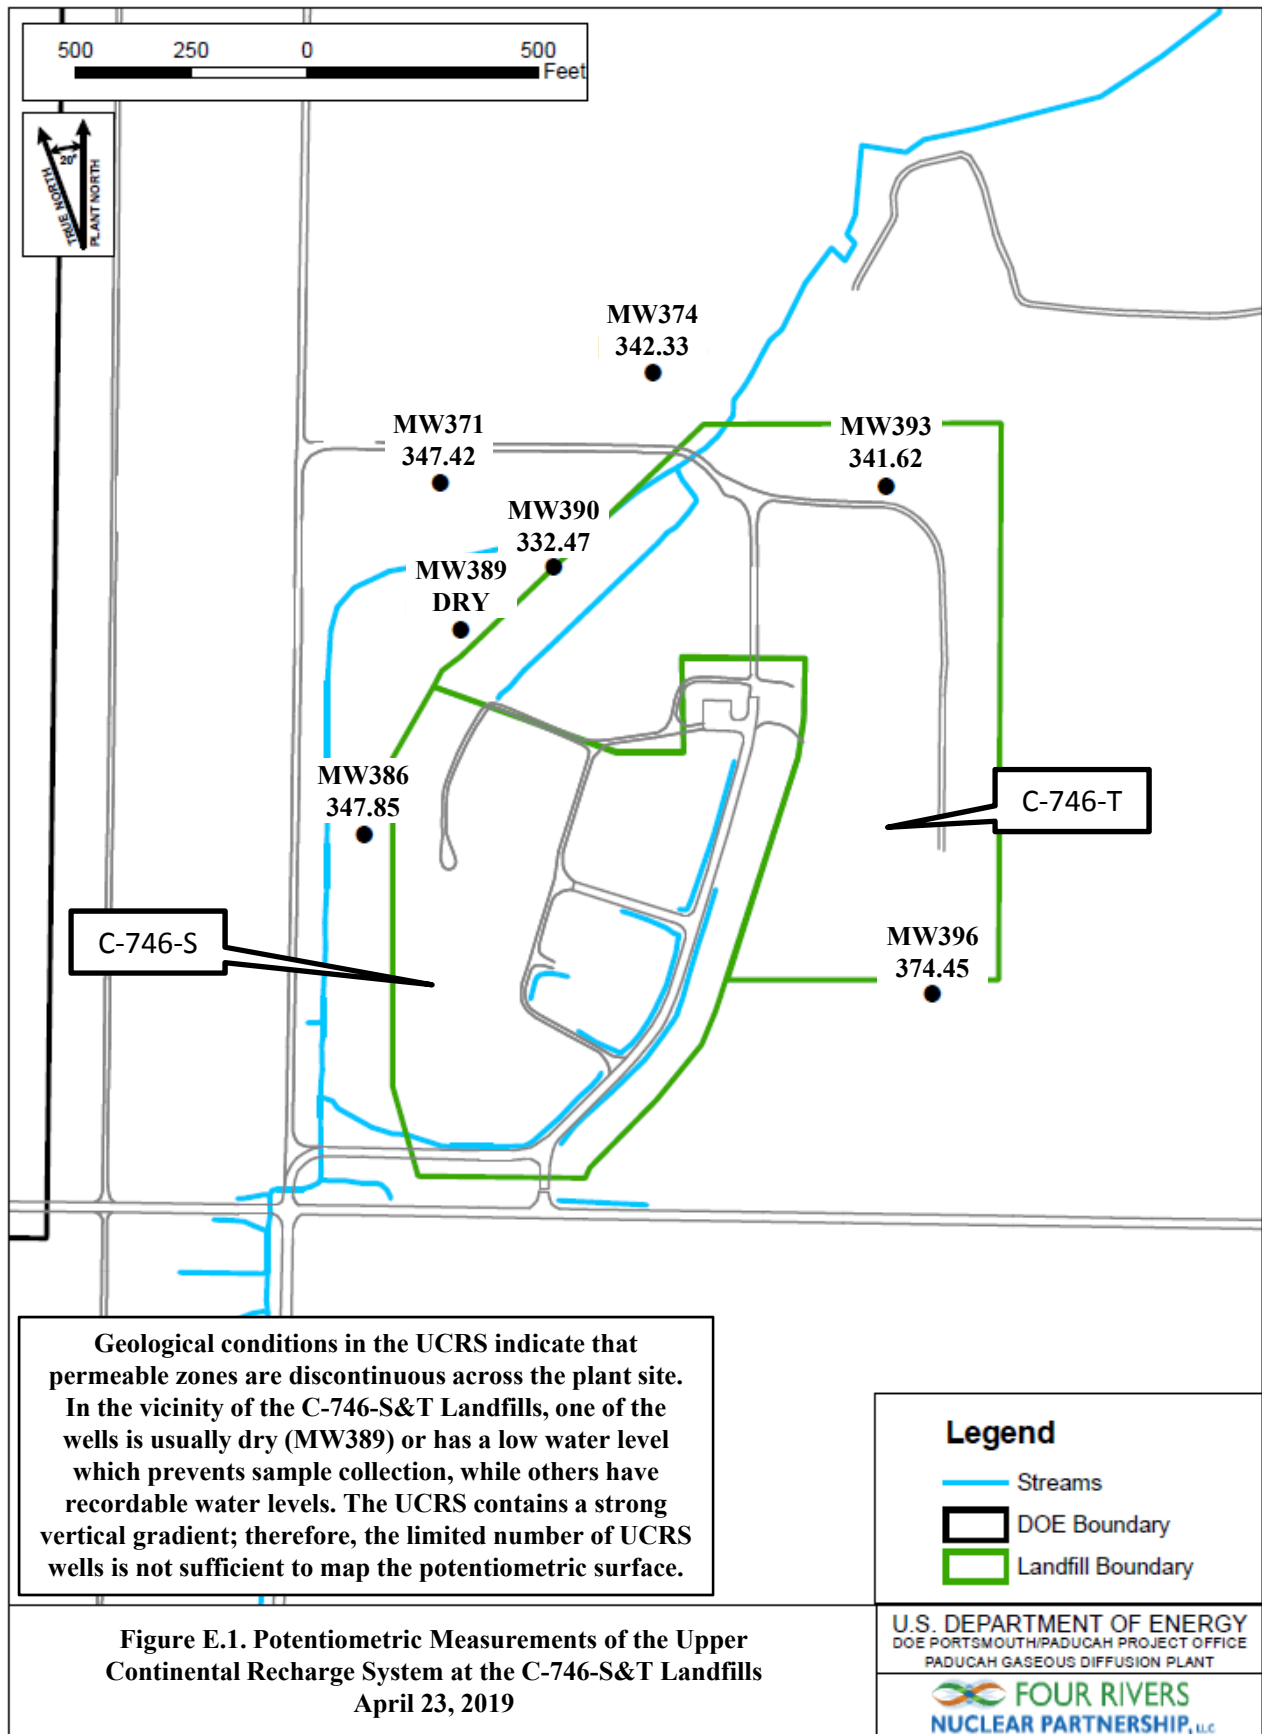 500 250 0 500
Feet
20°
TRUE NORTH
PLANT NORTH
MW374
342.33
MW371
347.42
MW393
341.62
MW390
332.47
MW389
DRY
MW386
347.85
C-746-T
C-746-S
MW396
374.45
Geological conditions in the UCRS indicate that
permeable zones are discontinuous across the plant site.
In the vicinity of the C-746-S&T Landfills, one of the
wells is usually dry (MW389) or has a low water level
which prevents sample collection, while others have
recordable water levels. The UCRS contains a strong
vertical gradient; therefore, the limited number of UCRS
wells is not sufficient to map the potentiometric surface.
Legend
Streams
DOE Boundary
Landfill Boundary
Figure E.1. Potentiometric Measurements of the Upper
Continental Recharge System at the C-746-S&T Landfills
April 23, 2019
U.S. DEPARTMENT OF ENERGY
DOE PORTSMOUTH/PADUCAH PROJECT OFFICE
PADUCAH GASEOUS DIFFUSION PLANT
FOUR RIVERS
NUCLEAR PARTNERSHIP, LLC